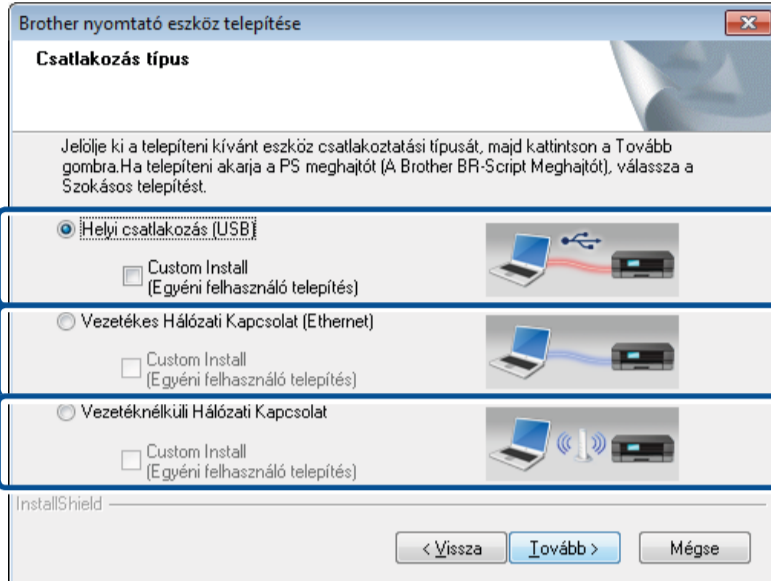 Brother nyomtató eszköz telepítése
Csatlakozás típus
Jelölje ki a telepíteni kívánt eszköz csatlakoztatási típusát, majd kattintson a Tovább
gombra.Ha telepíteni akarja a PS meghajtót (A Brother BR-Script Meghajtót), válassza a
Szokásos telepítést.
Helyi csatlakozás (USB)
Custom Install
(Egyéni felhasználó telepítés)
Vezetékes Hálózati Kapcsolat (Ethernet)
Custom Install
(Egyéni felhasználó telepítés)
Vezetéknélküli Hálózati Kapcsolat
Custom Install
(Egyéni felhasználó telepítés)
InstallShield
< Vissza
Tovább >
Mégse